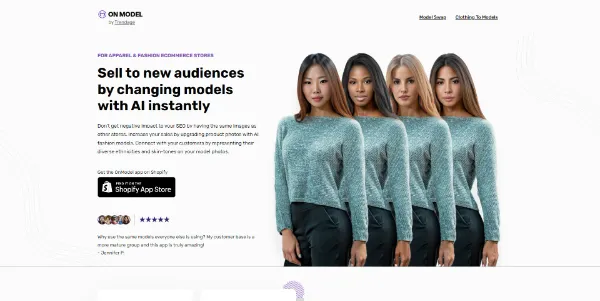 ON MODEL
by Treedage
Model Swap
Clothing To Models
FOR APPAREL & FASHION ECOMMERCE STORES
Sell to new audiences
by changing models
with AI instantly
Don't get negative impact to your SEO by having the same images as
other stores. Increase your sales by upgrading product photos with AI
fashion models. Connect with your customers by representing their
diverse ethnicities and skin-tones on your model photos.
Get the OnModel app on Shopify
Shopify App Store
Why use the same models everyone else is using? My customer base is a
more mature group and this app is truly amazing!
- Jennifer P.